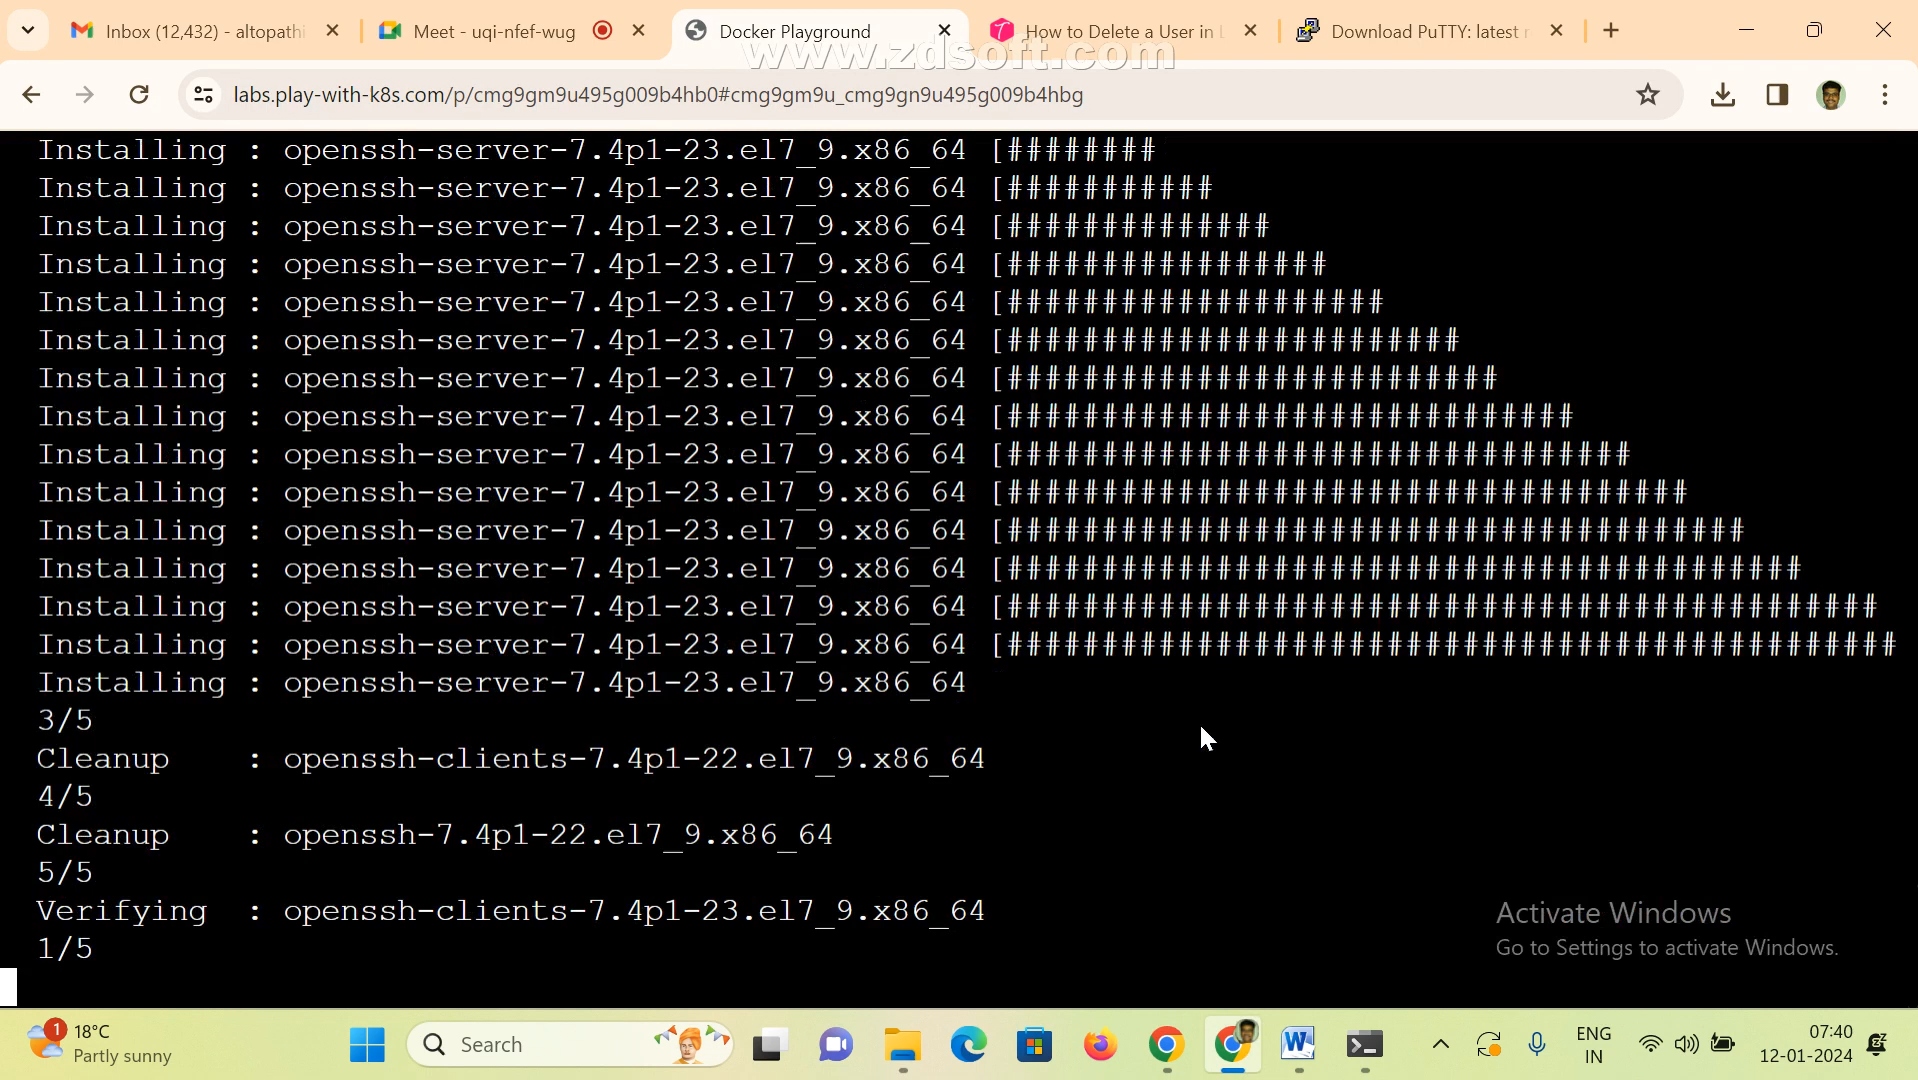 Inbox (12,432) - altopathi
Meet - uqi-nfef-wug
Docker Playground
How to Delete a User in L
Download PuTTY: latest r
www.zdsoft.com
labs.play-with-k8s.com/p/cmg9gm9u495g009b4hb0#cmg9gm9u_cmg9gn9u495g009b4hbg
Installing : openssh-server-7.4p1-23.el7_9.x86_64 [########
Installing : openssh-server-7.4p1-23.el7_9.x86_64 [###########
Installing : openssh-server-7.4p1-23.el7_9.x86_64 [##############
Installing : openssh-server-7.4p1-23.el7_9.x86_64 [#################
Installing : openssh-server-7.4p1-23.el7_9.x86_64 [####################
Installing : openssh-server-7.4p1-23.el7_9.x86_64 [########################
Installing : openssh-server-7.4p1-23.el7_9.x86_64 [##########################
Installing : openssh-server-7.4p1-23.el7_9.x86_64 [##############################
Installing : openssh-server-7.4p1-23.el7_9.x86_64 [#################################
Installing : openssh-server-7.4p1-23.el7_9.x86_64 [####################################
Installing : openssh-server-7.4p1-23.el7_9.x86_64 [#######################################
Installing : openssh-server-7.4p1-23.el7_9.x86_64 [##########################################
Installing : openssh-server-7.4p1-23.el7_9.x86_64 [##############################################
Installing : openssh-server-7.4p1-23.el7_9.x86_64 [###############################################
Installing : openssh-server-7.4p1-23.el7_9.x86_64
3/5
Cleanup    : openssh-clients-7.4p1-22.el7_9.x86_64
4/5
Cleanup    : openssh-7.4p1-22.el7_9.x86_64
5/5
Verifying  : openssh-clients-7.4p1-23.el7_9.x86_64
1/5
Activate Windows
Go to Settings to activate Windows.
1
18°C
Partly sunny
Search
ENG
IN
07:40
12-01-2024